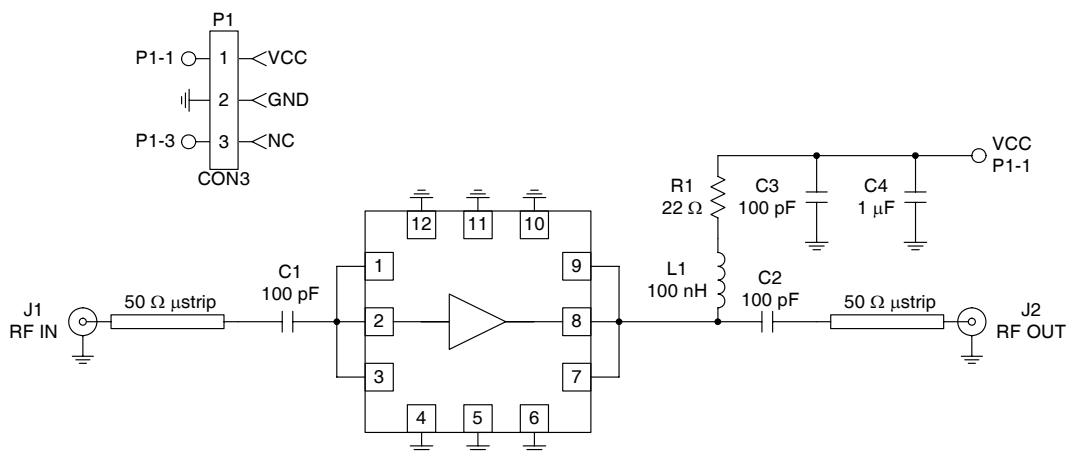 P1
P1-1 1 VCC
2 GND
P1-3 3 NC
CON3
VCC
P1-1
R1
22 Ω
C3
100 pF
C4
1 µF
12 11 10
1 9
L1
100 nH
C1
100 pF
C2
100 pF
J1
RF IN
50 Ω µstrip
2 8
50 Ω µstrip
J2
RF OUT
3 7
4 5 6